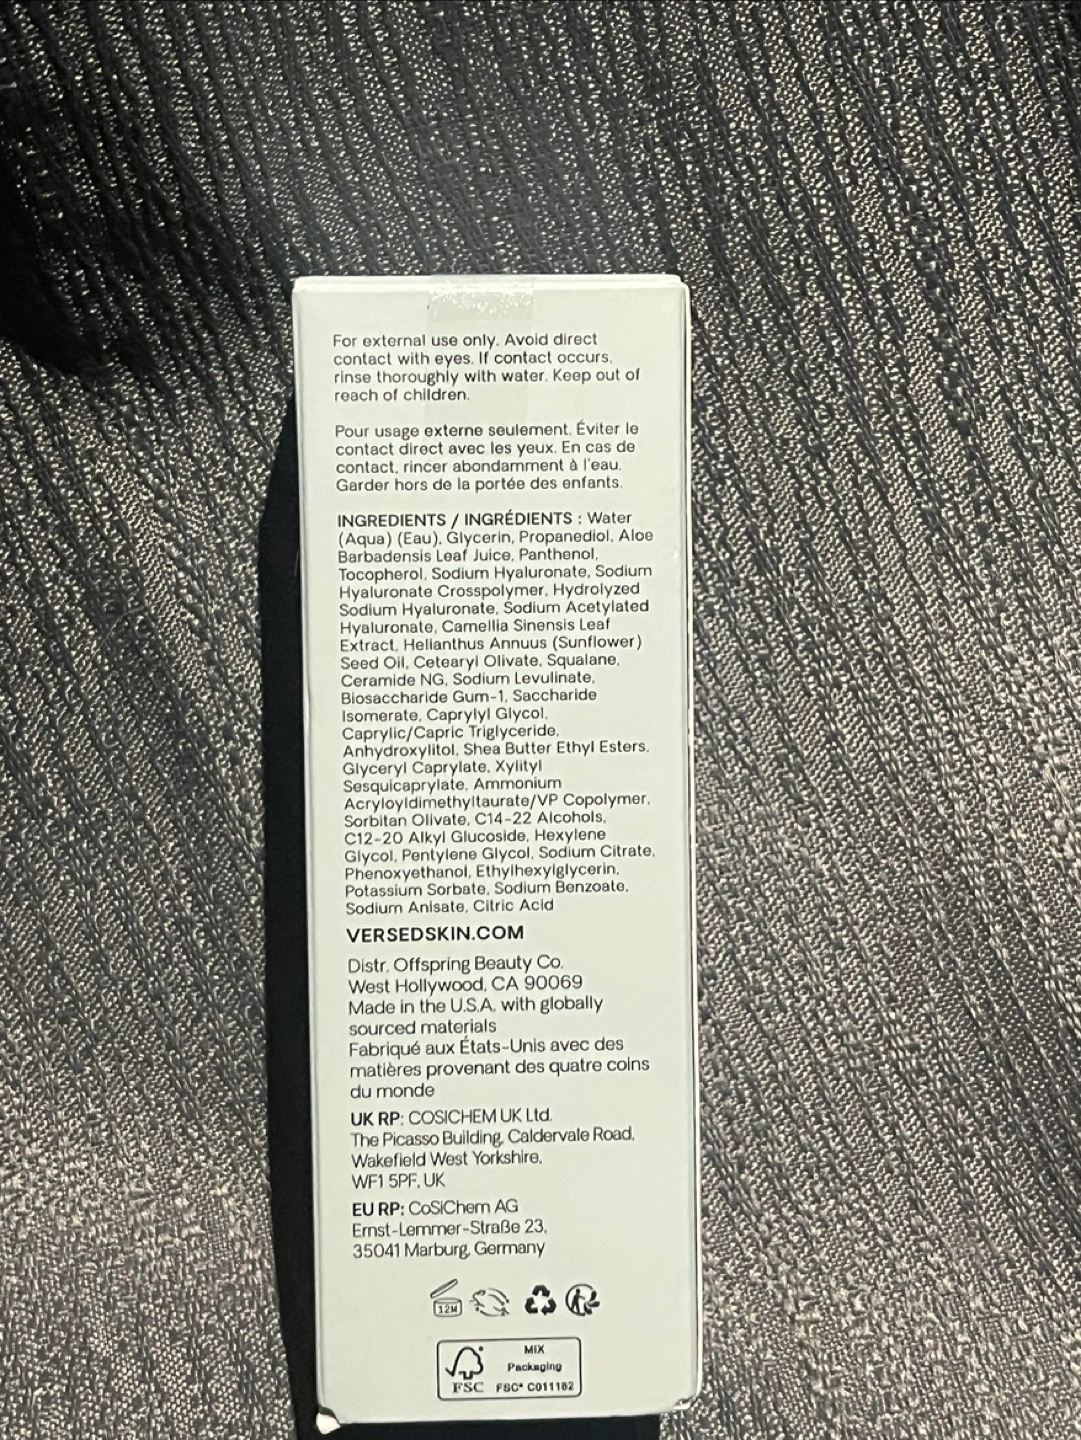 For external use only. Avoid direct
contact with eyes. If contact occurs,
rinse thoroughly with water. Keep out of
reach of children.
Pour usage externe seulement. Éviter le
contact direct avec les yeux. En cas de
contact, rincer abondamment à l'eau.
Garder hors de la portée des enfants.
INGREDIENTS / INGRÉDIENTS : Water
(Aqua) (Eau), Glycerin, Propanediol, Aloe
Barbadensis Leaf Juice, Panthenol,
Tocopherol, Sodium Hyaluronate, Sodium
Hyaluronate Crosspolymer, Hydrolyzed
Sodium Hyaluronate, Sodium Acetylated
Hyaluronate, Camellia Sinensis Leaf
Extract, Helianthus Annuus (Sunflower)
Seed Oil, Cetearyl Olivate, Squalane,
Ceramide NG, Sodium Levulinate,
Biosaccharide Gum-1, Saccharide
Isomerate, Caprylyl Glycol,
Caprylic/Capric Triglyceride,
Anhydroxylitol, Shea Butter Ethyl Esters,
Glyceryl Caprylate, Xylityl
Sesquicaprylate, Ammonium
Acryloyldimethyltaurate/VP Copolymer,
Sorbitan Olivate, C14-22 Alcohols,
C12-20 Alkyl Glucoside, Hexylene
Glycol, Pentylene Glycol, Sodium Citrate,
Phenoxyethanol, Ethylhexylglycerin,
Potassium Sorbate, Sodium Benzoate,
Sodium Anisate, Citric Acid
VERSEDSKIN.COM
Distr. Offspring Beauty Co.
West Hollywood, CA 90069
Made in the U.S.A. with globally
sourced materials
Fabriqué aux États-Unis avec des
matières provenant des quatre coins
du monde
UK RP: COSICHEM UK Ltd.
The Picasso Building, Caldervale Road,
Wakefield West Yorkshire,
WF1 5PF, UK
EU RP: CoSiChem AG
Ernst-Lemmer-Straße 23,
35041 Marburg, Germany
12M
MIX
Packaging
FSC FSC® C011182